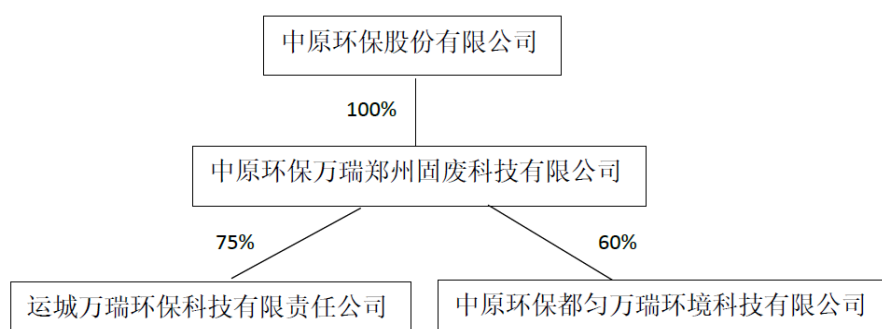 中原环保股份有限公司
100%
中原环保万瑞郑州固废科技有限公司
75%
60%
运城万瑞环保科技有限责任公司
中原环保都匀万瑞环境科技有限公司